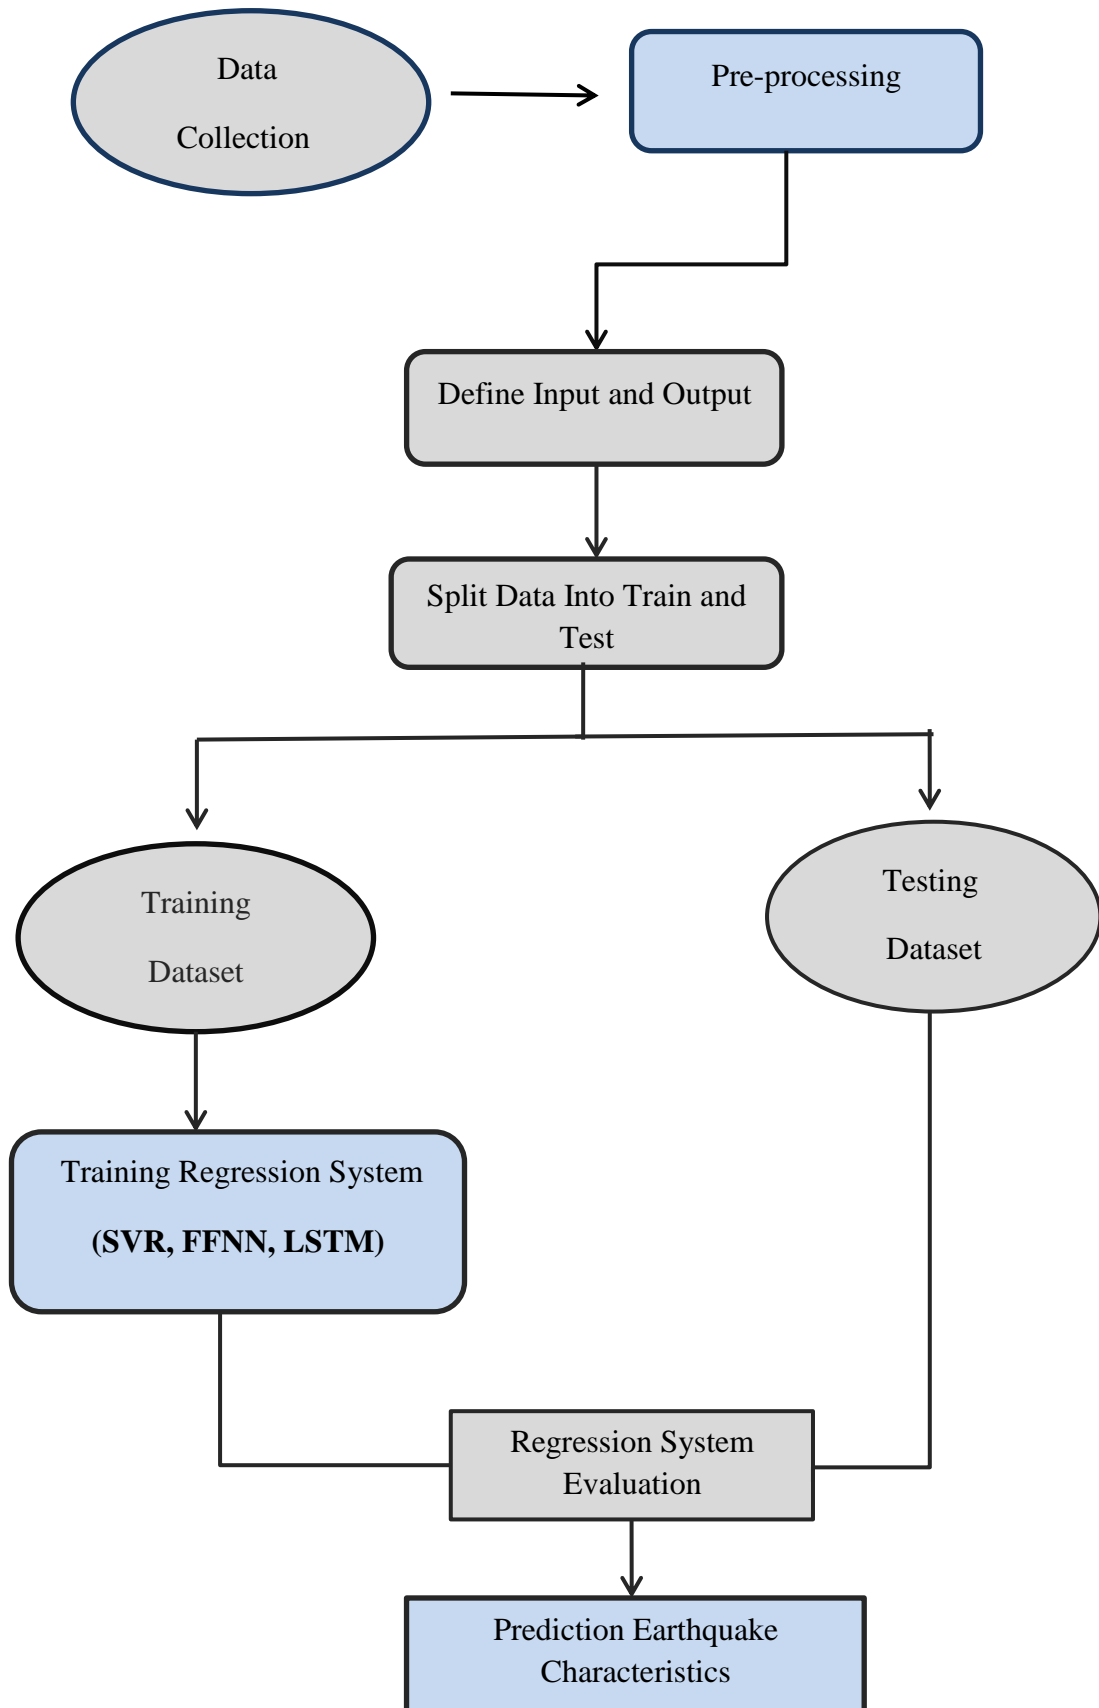 Data
Collection
Pre-processing
Define Input and Output
Split Data Into Train and
Test
Training
Dataset
Testing
Dataset
Training Regression System
(SVR, FFNN, LSTM)
Regression System
Evaluation
Prediction Earthquake
Characteristics